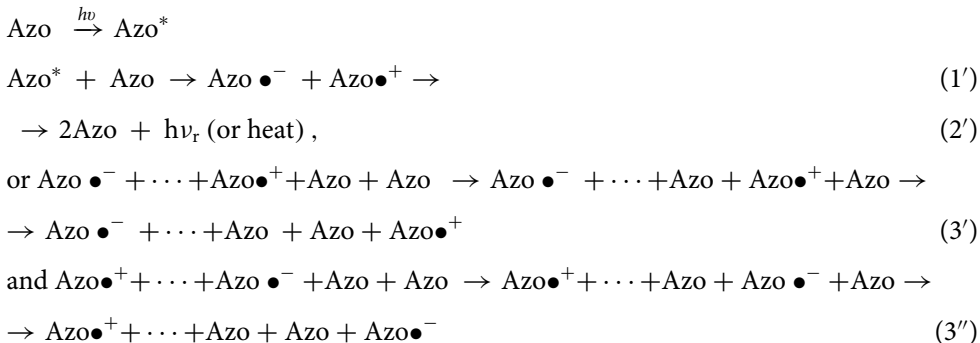 Azo \xrightarrow{hν} Azo*
Azo* + Azo → Azo ●⁻ + Azo●⁺ → (1′)
→ 2Azo + hν_r (or heat) , (2′)
or Azo ●⁻ + ⋯ +Azo●⁺+Azo + Azo → Azo ●⁻ + ⋯ +Azo + Azo●⁺+Azo →
→ Azo ●⁻ + ⋯ +Azo + Azo + Azo●⁺ (3′)
and Azo●⁺+ ⋯ +Azo ●⁻ +Azo + Azo → Azo●⁺+ ⋯ +Azo + Azo ●⁻ +Azo →
→ Azo●⁺+ ⋯ +Azo + Azo + Azo●⁻ (3″)